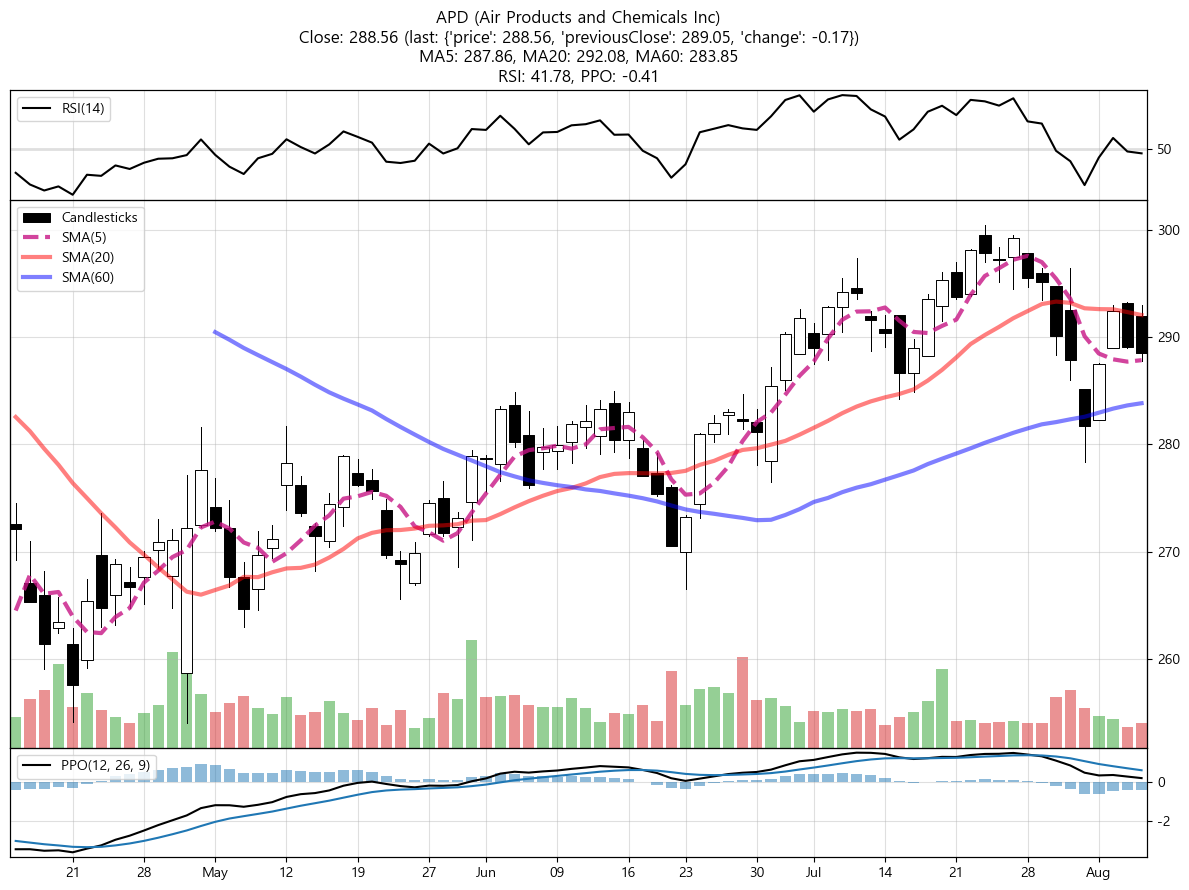 APD (Air Products and Chemicals Inc)
Close: 288.56 (last: {'price': 288.56, 'previousClose': 289.05, 'change': -0.17})
MA5: 287.86, MA20: 292.08, MA60: 283.85
RSI: 41.78, PPO: -0.41
RSI(14)
50
Candlesticks
SMA(5)
SMA(20)
SMA(60)
300
290
280
270
260
PPO(12, 26, 9)
0
-2
21 28 May 12 19 27 Jun 09 16 23 30 Jul 14 21 28 Aug